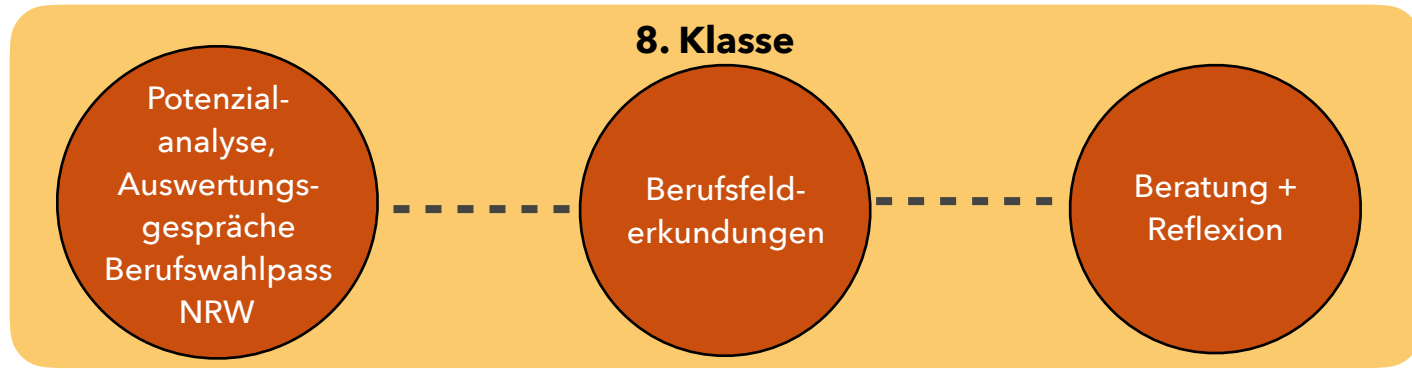 8. Klasse
Potenzial-
analyse,
Auswertungs-
gespräche
Berufswahlpass
NRW
Berufsfeld-
erkundungen
Beratung +
Reflexion